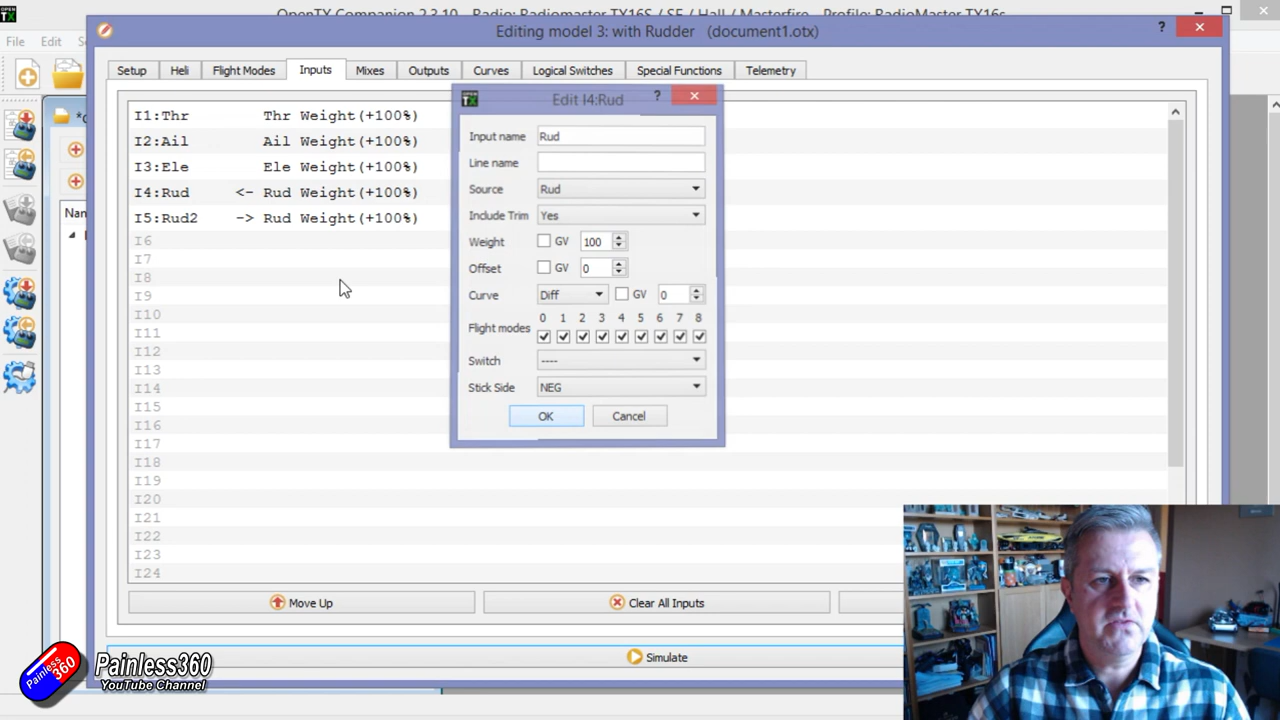 OPEN TX
OpenTX Companion 2.3.10 - Radio: Radiomaster TX16S / SE / Hall / Masterfire - Profile: RadioMaster TX16s
File Edit
Editing model 3: with Rudder (document1.otx)
?
Setup Heli Flight Modes Inputs Mixes Outputs Curves Logical Switches Special Functions Telemetry
I1:Thr Thr Weight(+100%)
I2:Ail Ail Weight(+100%)
I3:Ele Ele Weight(+100%)
I4:Rud <- Rud Weight(+100%)
I5:Rud2 -> Rud Weight(+100%)
I6
I7
I8
I9
I10
I11
I12
I13
I14
I15
I16
I17
I18
I19
I20
I21
I22
I23
I24
Edit I4:Rud ?
Input name Rud
Line name
Source Rud
Include Trim Yes
Weight GV 100
Offset GV 0
Curve Diff GV 0
0 1 2 3 4 5 6 7 8
Flight modes
Switch ----
Stick Side NEG
OK Cancel
Move Up Clear All Inputs
Simulate
Painless360
Painless360
YouTube Channel